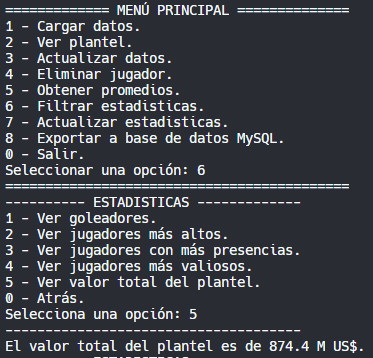 ============= MENÚ PRINCIPAL ==============
1 - Cargar datos.
2 - Ver plantel.
3 - Actualizar datos.
4 - Eliminar jugador.
5 - Obtener promedios.
6 - Filtrar estadisticas.
7 - Actualizar estadisticas.
8 - Exportar a base de datos MySQL.
0 - Salir.
Seleccionar una opción: 6
===========================================
---------- ESTADISTICAS -------------
1 - Ver goleadores.
2 - Ver jugadores más altos.
3 - Ver jugadores con más presencias.
4 - Ver jugadores más valiosos.
5 - Ver valor total del plantel.
0 - Atrás.
Selecciona una opción: 5
-------------------------------------
El valor total del plantel es de 874.4 M US$.
---------- ESTADISTICAS -------------